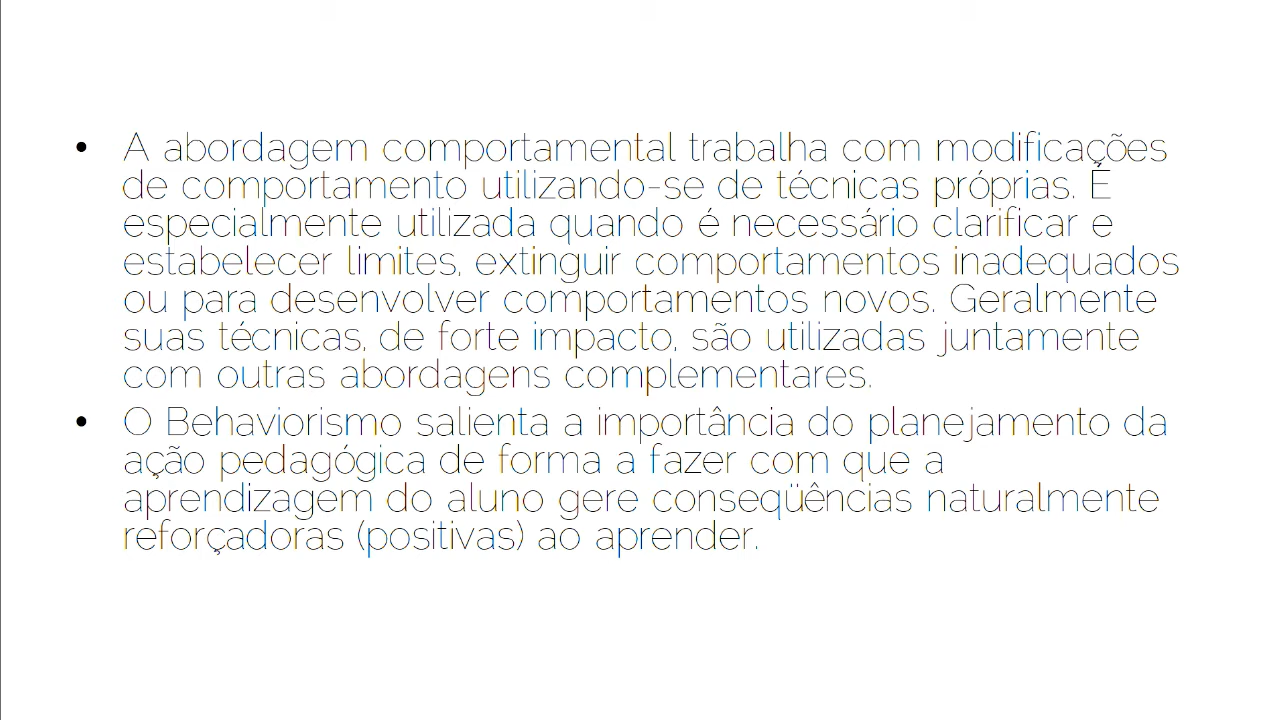 • A abordagem comportamental trabalha com modificações
de comportamento utilizando-se de técnicas próprias. É
especialmente utilizada quando é necessário clarificar e
estabelecer limites, extinguir comportamentos inadequados
ou para desenvolver comportamentos novos. Geralmente
suas técnicas, de forte impacto, são utilizadas juntamente
com outras abordagens complementares.
• O Behaviorismo salienta a importância do planejamento da
ação pedagógica de forma a fazer com que a
aprendizagem do aluno gere conseqüências naturalmente
reforçadoras (positivas) ao aprender.